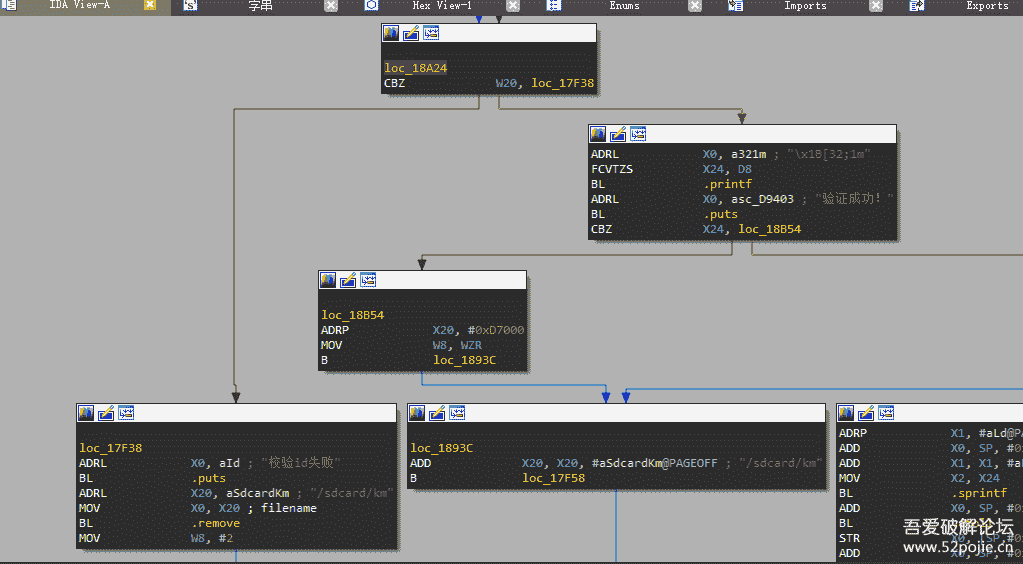 IDA View-A 字串 Hex View-1 Enums Imports Exports
loc_18A24
CBZ W20, loc_17F38
ADRL X0, a321m ; "\x1B[32;1m"
FCVTZS X24, D8
BL .printf
ADRL X0, asc_D9403 ; "验证成功! "
BL .puts
CBZ X24, loc_18B54
loc_18B54
ADRP X20, #0xD7000
MOV W8, WZR
B loc_1893C
loc_17F38
ADRL X0, aId ; "校验id失败"
BL .puts
ADRL X20, aSdcardKm ; "/sdcard/km"
MOV X0, X20 ; filename
BL .remove
MOV W8, #2
loc_1893C
ADD X20, X20, #aSdcardKm@PAGEOFF ; "/sdcard/km"
B loc_17F58
ADRP X1, #aLd@PA
ADD X0, SP, #0
ADD X1, X1, #a
MOV X2, X24
BL .sprintf
ADD X0, SP, #0
BL
STR
ADD
吾爱破解论坛
www.52pojie.cn